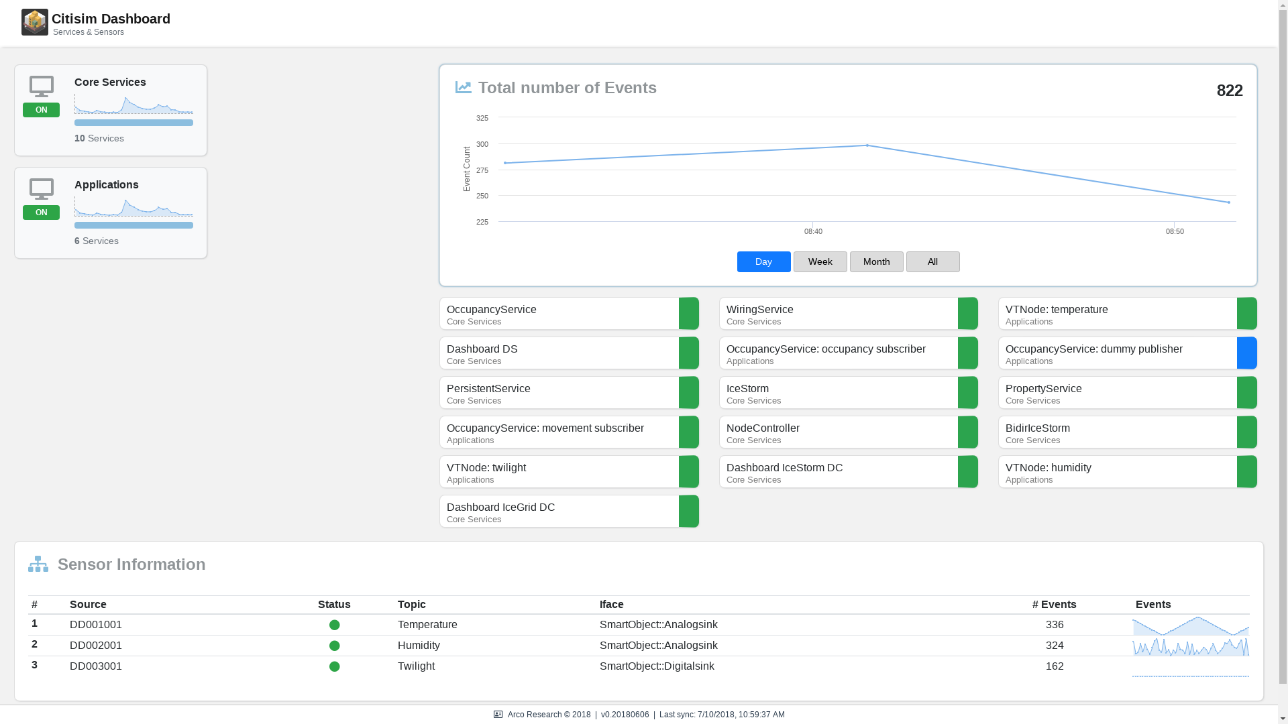 Citisim Dashboard
Services & Sensors
Core Services
ON
10 Services
Applications
ON
6 Services
Total number of Events
822
325
300
275
250
225
Event Count
08:40
08:50
Day Week Month All
OccupancyService
Core Services
WiringService
Core Services
VTNode: temperature
Applications
Dashboard DS
Core Services
OccupancyService: occupancy subscriber
Applications
OccupancyService: dummy publisher
Applications
PersistentService
Core Services
IceStorm
Core Services
PropertyService
Core Services
OccupancyService: movement subscriber
Applications
NodeController
Core Services
BidirIceStorm
Core Services
VTNode: twilight
Applications
Dashboard IceStorm DC
Core Services
VTNode: humidity
Applications
Dashboard IceGrid DC
Core Services
Sensor Information
# Source Status Topic Iface # Events Events
1 DD001001 Temperature SmartObject::Analogsink 336
2 DD002001 Humidity SmartObject::Analogsink 324
3 DD003001 Twilight SmartObject::Digitalsink 162
Arco Research © 2018 | v0.20180606 | Last sync: 7/10/2018, 10:59:37 AM